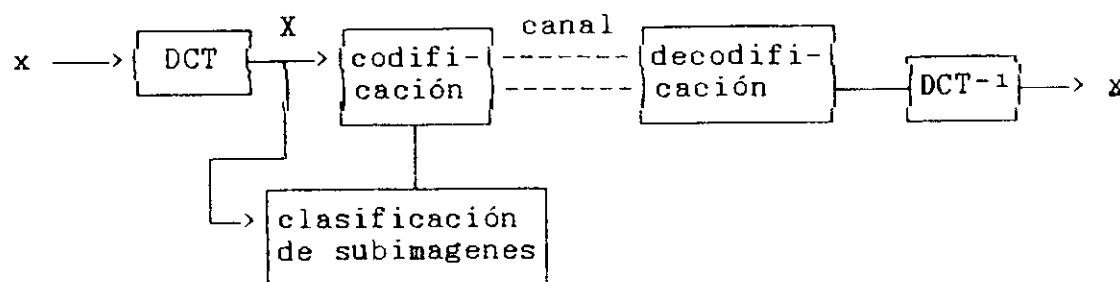 x
DCT
X
codifi-
cación
canal
decodifi-
cación
DCT-1
x
clasificación
de subimagenes